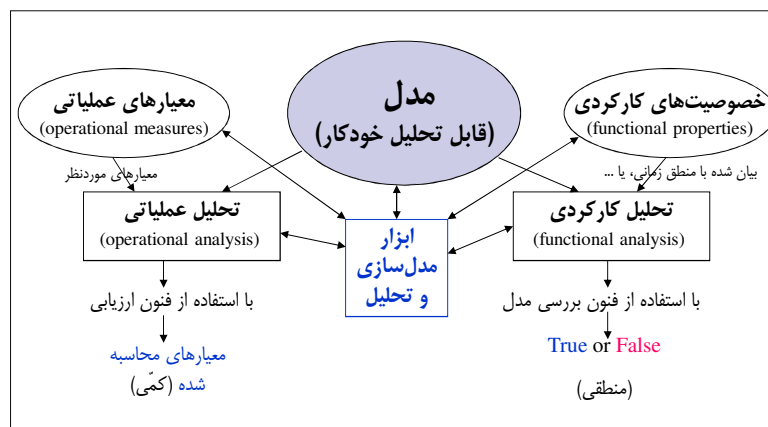 مدل
(قابل تحلیل خودکار)
خصوصیت‌های کارکردی
(functional properties)
معیارهای عملیاتی
(operational measures)
بیان شده با منطق زمانی، یا ...
معیارهای موردنظر
تحلیل کارکردی
(functional analysis)
ابزار
مدل‌سازی
و تحلیل
تحلیل عملیاتی
(operational analysis)
با استفاده از فنون بررسی مدل
با استفاده از فنون ارزیابی
True or False
(منطقی)
معیارهای محاسبه
شده (کمّی)